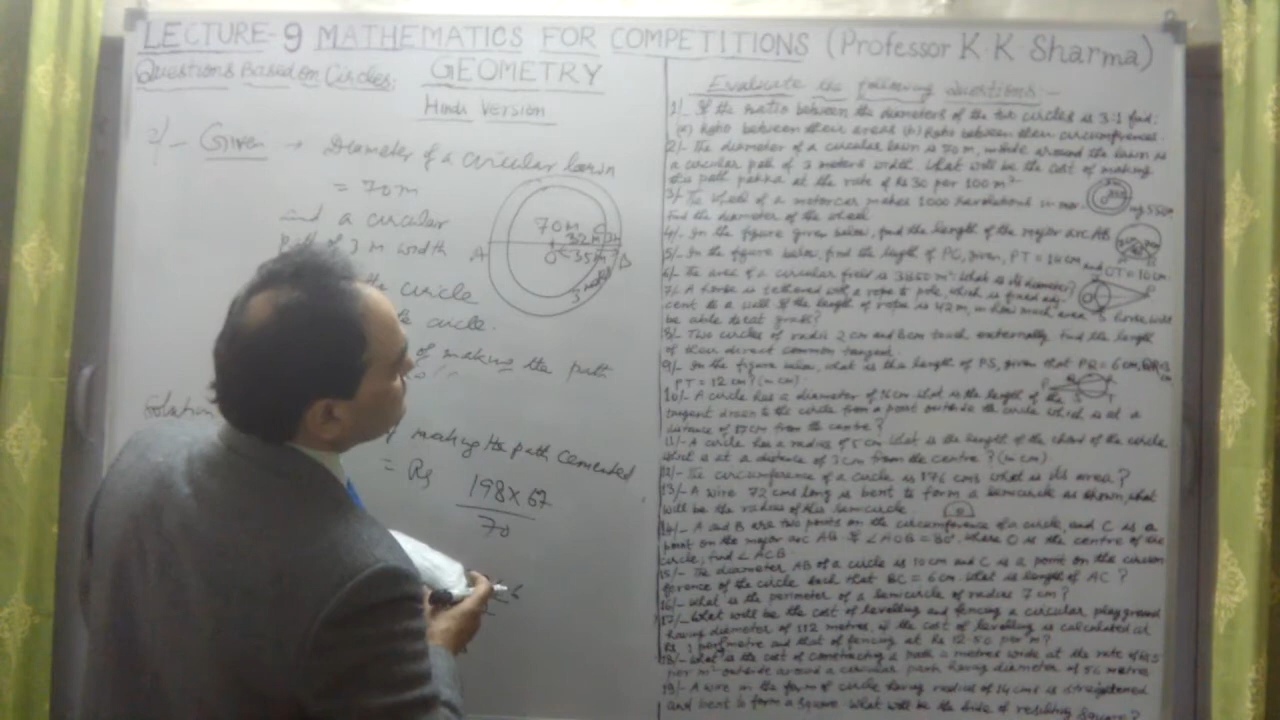 LECTURE-9 MATHEMATICS FOR COMPETITIONS (Professor K.K Sharma)
Questions Based on Circles: GEOMETRY
Hindi Version
2/- Given → Diameter of a circular lawn
= 70 m
and a circular
path of 3 m width
the circle
circle.
of making the path
Solution
making the path cemented
= Rs 198 × 67
70
70 M
32 m 3m
A O 35m B
3
Evaluate the following questions:-
1/- If the ratio between the diameters of the two circles is 3:1 find:
(a) Ratio between their areas (b) Ratio between their circumferences.
2/- The diameter of a circular lawn is 70 m, inside around the lawn is
a circular path of 3 meters width. What will be the cost of making
this path pakka at the rate of Rs 30 per 100 m²
3/- The wheel of a motorcar makes 1000 revolutions in
Find the diameter of the wheel
4/- In the figure given below, find the length of the major arc AB
5/- In the figure below, find the length of PC, given, PT = 14 cm and OT = 10 cm.
6/- The area of a circular field is 3850 m² what is its diameter?
7/- A horse is tethered with a rope to pole, which is fixed adj-
cent to a wall if the length of rope is 42 m, in how much area horse will
be able to eat grass?
8/- Two circles of radii 2 cm and 8 cm touch externally find the length
of their direct common tangent.
9/- In the figure below, what is the length of PS, given that PQ = 6 cm,
PT = 12 cm? (in cm)
10/- A circle has a diameter of 16 cm what is the length of the
tangent drawn to the circle from a point outside the circle which is at a
distance of 17 cm from the centre?
11/- A circle has a radius of 5 cm What is the length of the chord of the circle
which is at a distance of 3 cm from the centre? (in cm)
12/- The circumference of a circle is 176 cms what is its area?
13/- A wire 72 cms long is bent to form a semicircle as shown, what
will be the radius of this semicircle
14/- A and B are two points on the circumference of a circle, and C is a
point on the major arc AB if ∠AOB = 80°, where O is the centre of the
circle, find ∠ACB
15/- The diameter AB of a circle is 10 cm and C is a point on the circum
ference of the circle such that BC = 6 cm. What is length of AC?
16/- What is the perimeter of a semicircle of radius 7 cm?
17/- What will be the cost of levelling and fencing a circular playground
having diameter of 112 metres, if the cost of levelling is calculated at
Rs 1 per metre and that of fencing at Rs 12.50 per m?
18/- What is the cost of constructing a path 2 metres wide at the rate of Rs 5
per m² outside around a circular park having diameter of 56 metres
19/- A wire in the form of circle having radius of 14 cms is straightened
and bent to form a square. What will be the side of resulting square?